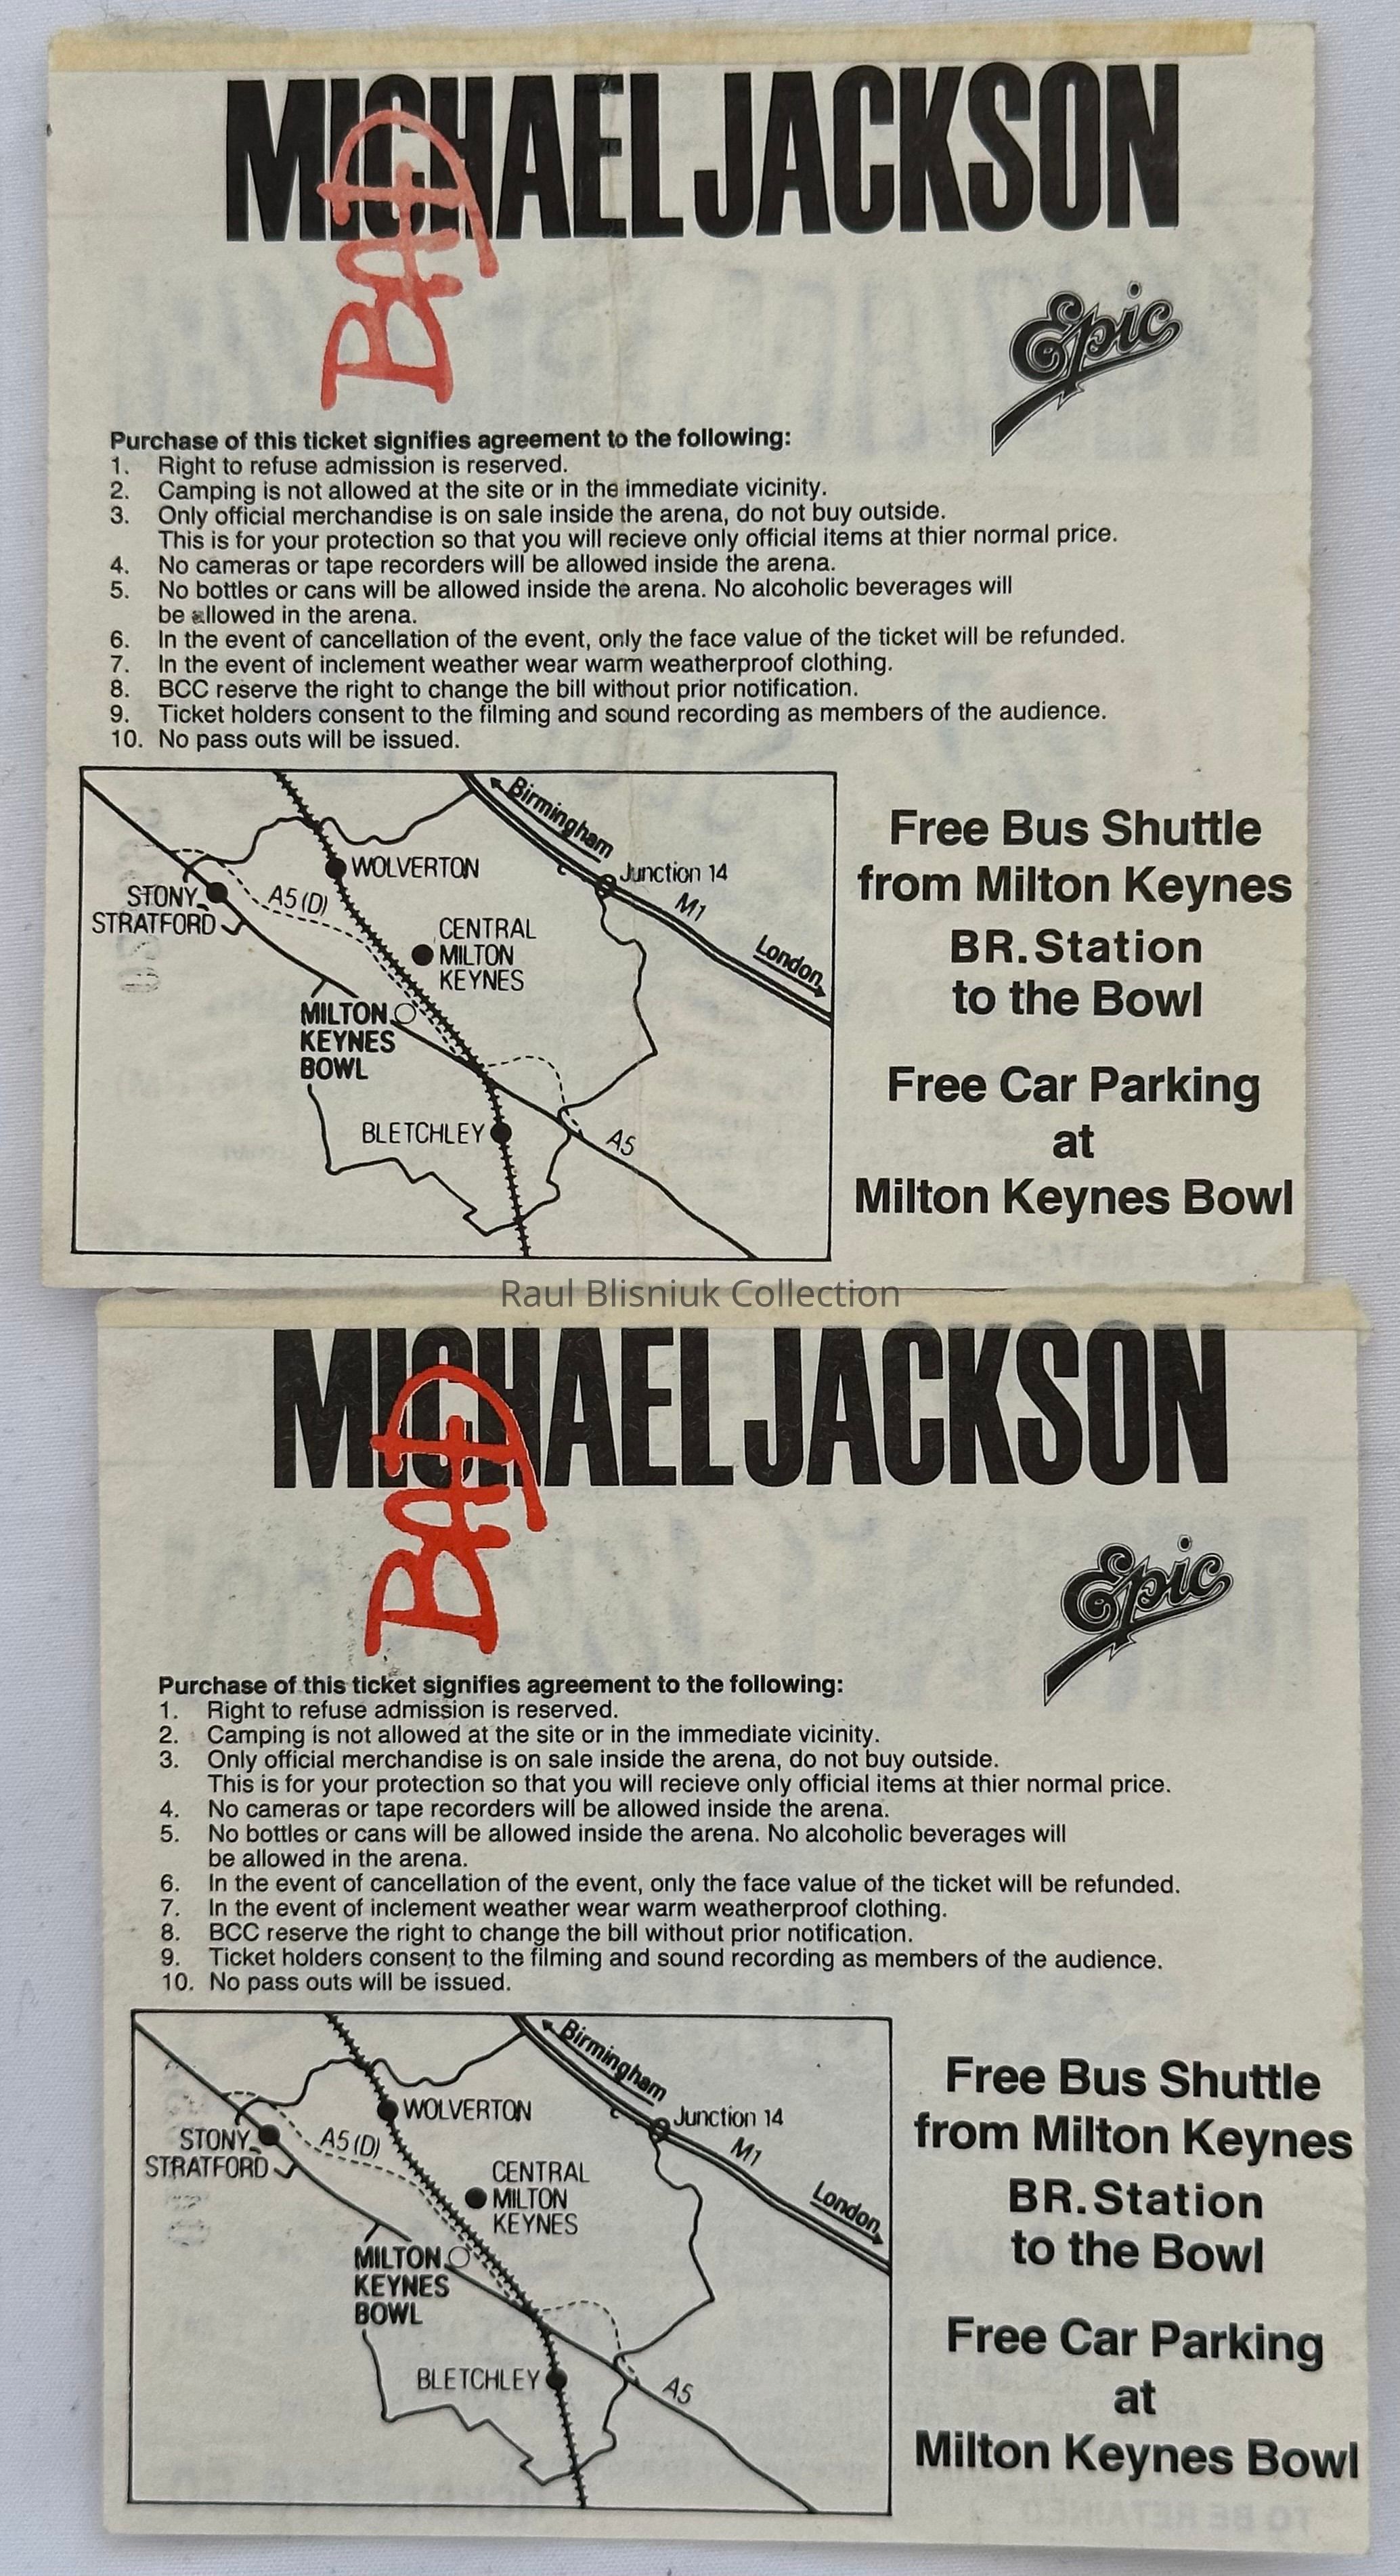 MICHAEL JACKSON
BAD
Epic
Purchase of this ticket signifies agreement to the following:
1. Right to refuse admission is reserved.
2. Camping is not allowed at the site or in the immediate vicinity.
3. Only official merchandise is on sale inside the arena, do not buy outside.
This is for your protection so that you will recieve only official items at thier normal price.
4. No cameras or tape recorders will be allowed inside the arena.
5. No bottles or cans will be allowed inside the arena. No alcoholic beverages will
be allowed in the arena.
6. In the event of cancellation of the event, only the face value of the ticket will be refunded.
7. In the event of inclement weather wear warm weatherproof clothing.
8. BCC reserve the right to change the bill without prior notification.
9. Ticket holders consent to the filming and sound recording as members of the audience.
10. No pass outs will be issued.
Birmingham
Junction 14
M1
London
WOLVERTON
STONY
STRATFORD
A5 (D)
CENTRAL
MILTON
KEYNES
MILTON
KEYNES
BOWL
BLETCHLEY
A5
Free Bus Shuttle
from Milton Keynes
BR. Station
to the Bowl
Free Car Parking
at
Milton Keynes Bowl
Raul Blisniuk Collection
MICHAEL JACKSON
BAD
Epic
Purchase of this ticket signifies agreement to the following:
1. Right to refuse admission is reserved.
2. Camping is not allowed at the site or in the immediate vicinity.
3. Only official merchandise is on sale inside the arena, do not buy outside.
This is for your protection so that you will recieve only official items at thier normal price.
4. No cameras or tape recorders will be allowed inside the arena.
5. No bottles or cans will be allowed inside the arena. No alcoholic beverages will
be allowed in the arena.
6. In the event of cancellation of the event, only the face value of the ticket will be refunded.
7. In the event of inclement weather wear warm weatherproof clothing.
8. BCC reserve the right to change the bill without prior notification.
9. Ticket holders consent to the filming and sound recording as members of the audience.
10. No pass outs will be issued.
Birmingham
Junction 14
M1
London
WOLVERTON
STONY
STRATFORD
A5 (D)
CENTRAL
MILTON
KEYNES
MILTON
KEYNES
BOWL
BLETCHLEY
A5
Free Bus Shuttle
from Milton Keynes
BR. Station
to the Bowl
Free Car Parking
at
Milton Keynes Bowl
TO BE RETAINED